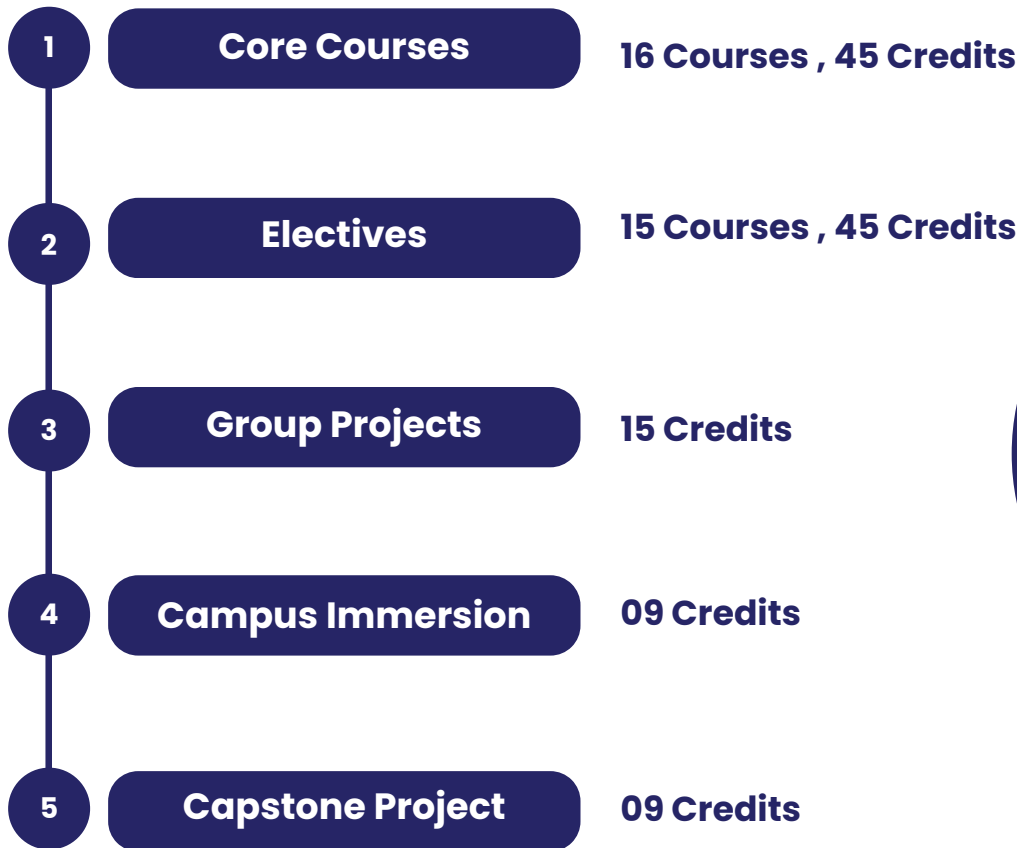 1
Core Courses
16 Courses , 45 Credits
2
Electives
15 Courses , 45 Credits
3
Group Projects
15 Credits
4
Campus Immersion
09 Credits
5
Capstone Project
09 Credits